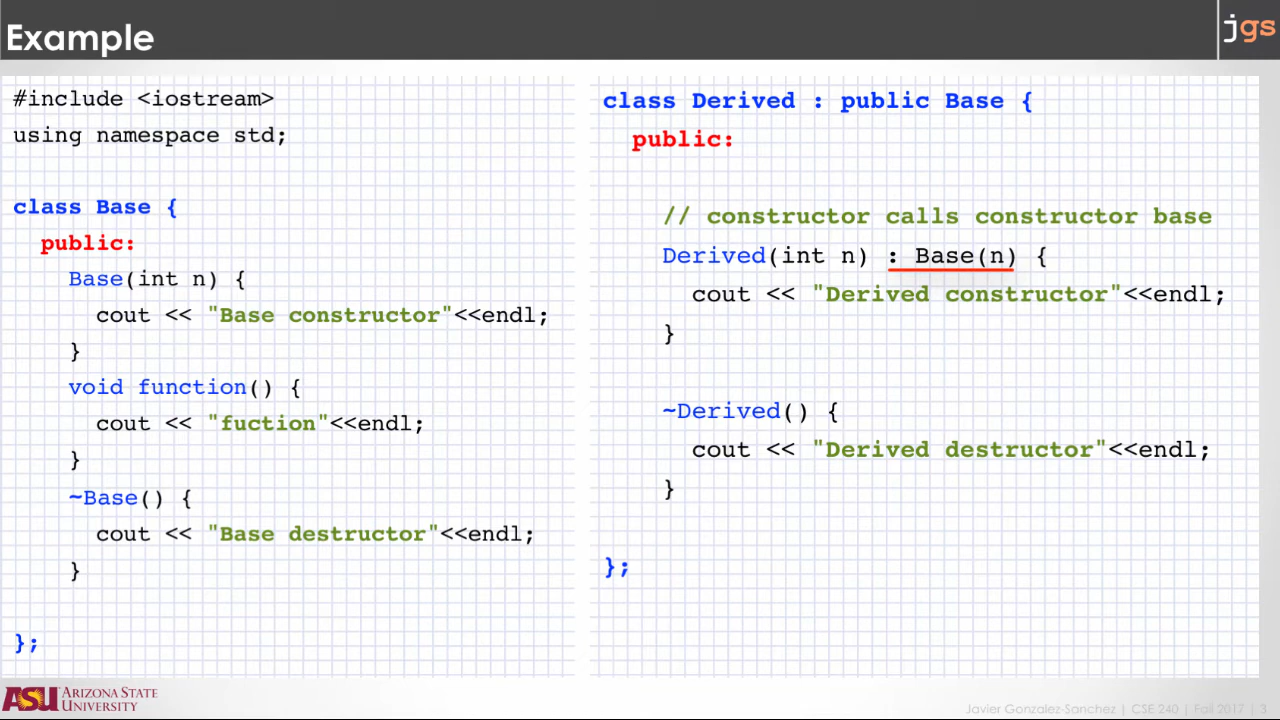 Example
jgs
#include <iostream>
using namespace std;
class Base {
public:
Base(int n) {
cout << "Base constructor"<<endl;
}
void function() {
cout << "fuction"<<endl;
}
~Base() {
cout << "Base destructor"<<endl;
}
};
class Derived : public Base {
public:
// constructor calls constructor base
Derived(int n) : Base(n) {
cout << "Derived constructor"<<endl;
}
~Derived() {
cout << "Derived destructor"<<endl;
}
};
ASU ARIZONA STATE
UNIVERSITY
Javier Gonzalez-Sanchez | CSE 240 | Fall 2017 | 3